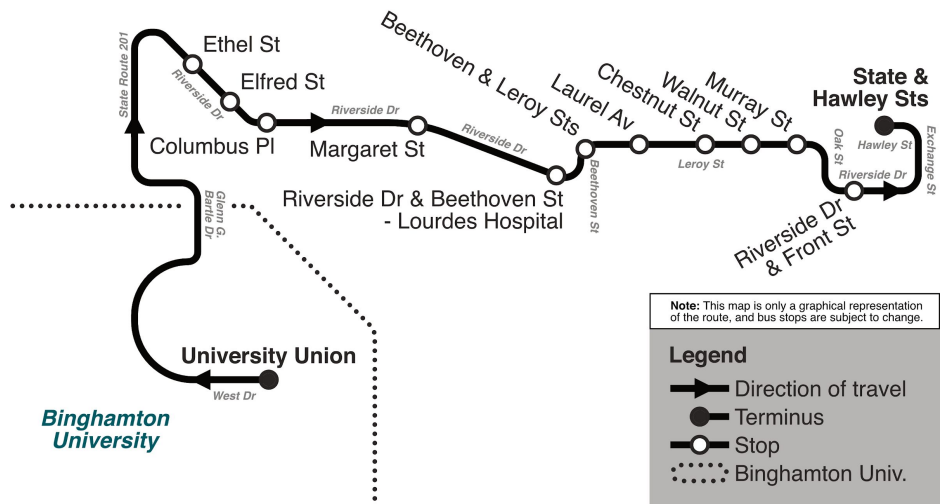 State Route 201
Ethel St
Riverside Dr
Elfred St
Columbus Pl
Riverside Dr
Margaret St
Riverside Dr
Riverside Dr & Beethoven St
- Lourdes Hospital
Beethoven & Leroy Sts
Beethoven St
Laurel Av
Chestnut St
Leroy St
Walnut St
Murray St
Oak St
Riverside Dr
& Front St
Riverside Dr
State &
Hawley Sts
Hawley St
Exchange St
Glenn G.
Bartle Dr
University Union
West Dr
Binghamton
University
Note: This map is only a graphical representation
of the route, and bus stops are subject to change.
Legend
Direction of travel
Terminus
Stop
Binghamton Univ.